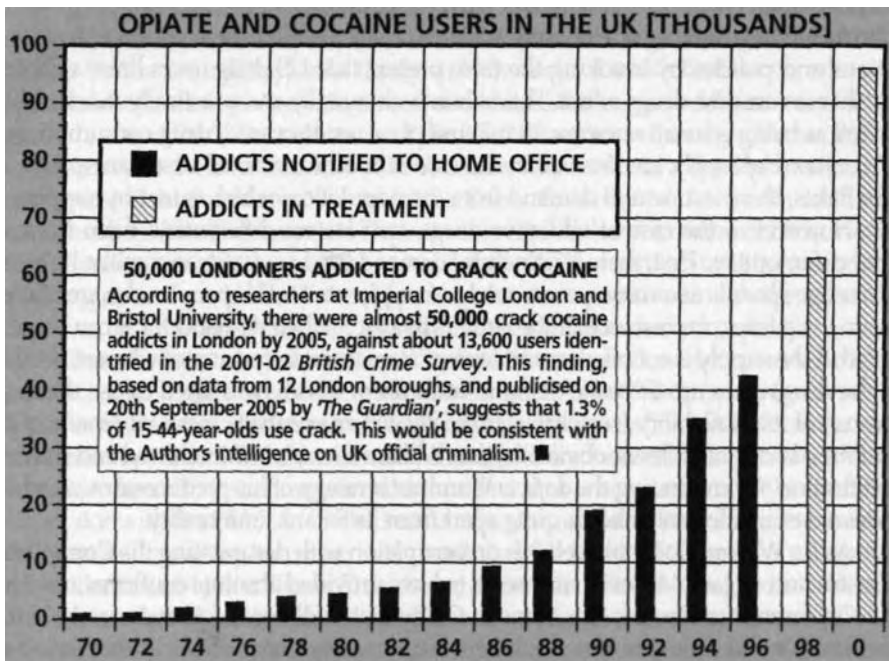 OPIATE AND COCAINE USERS IN THE UK [THOUSANDS]
100
90
80
70
60
50
40
30
20
10
0
ADDICTS NOTIFIED TO HOME OFFICE
ADDICTS IN TREATMENT
50,000 LONDONERS ADDICTED TO CRACK COCAINE
According to researchers at Imperial College London and
Bristol University, there were almost 50,000 crack cocaine
addicts in London by 2005, against about 13,600 users iden-
tified in the 2001-02 British Crime Survey. This finding,
based on data from 12 London boroughs, and publicised on
20th September 2005 by 'The Guardian', suggests that 1.3%
of 15-44-year-olds use crack. This would be consistent with
the Author's intelligence on UK official criminalism.
70 72 74 76 78 80 82 84 86 88 90 92 94 96 98 0